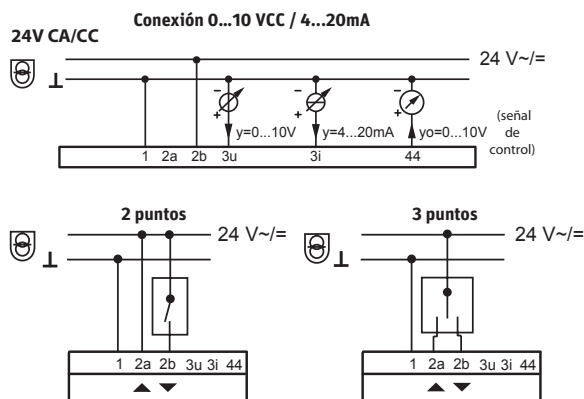 Conexión 0...10 VCC / 4...20mA
24V CA/CC
24 V~/=
⊥
- - -
+ + +
y=0...10V y=4...20mA yo=0...10V
(señal
de
control)
1 2a 2b 3u 3i 44
2 puntos
24 V~/=
⊥
1 2a 2b 3u 3i 44
▲ ▼
3 puntos
24 V~/=
⊥
1 2a 2b 3u 3i 44
▲ ▼